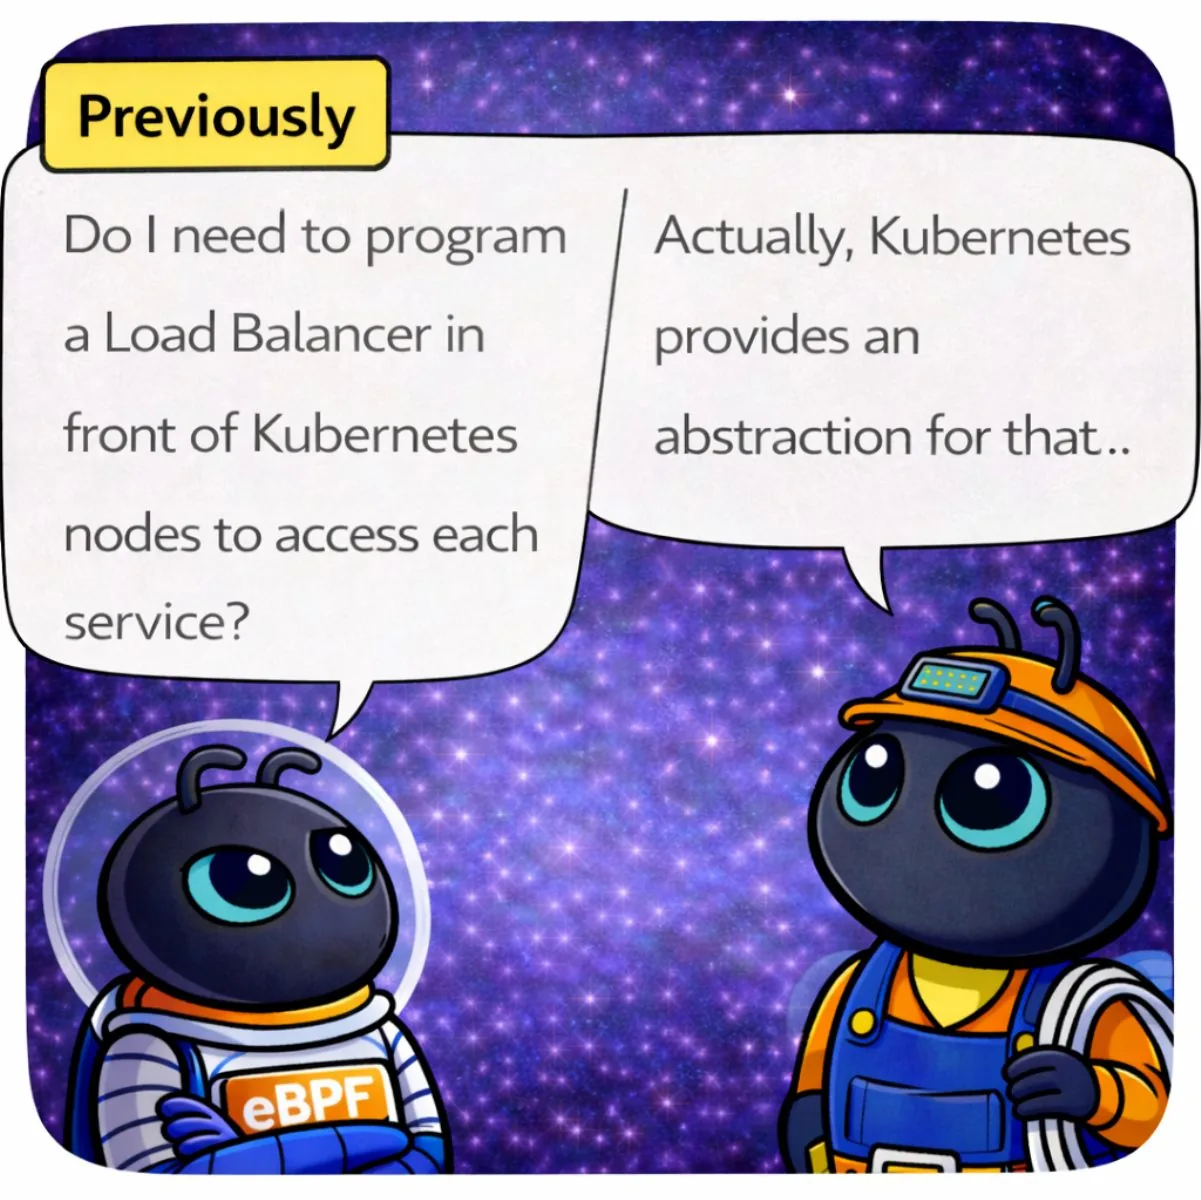 Previously
Do I need to program
a Load Balancer in
front of Kubernetes
nodes to access each
service?
Actually, Kubernetes
provides an
abstraction for that..
eBPF